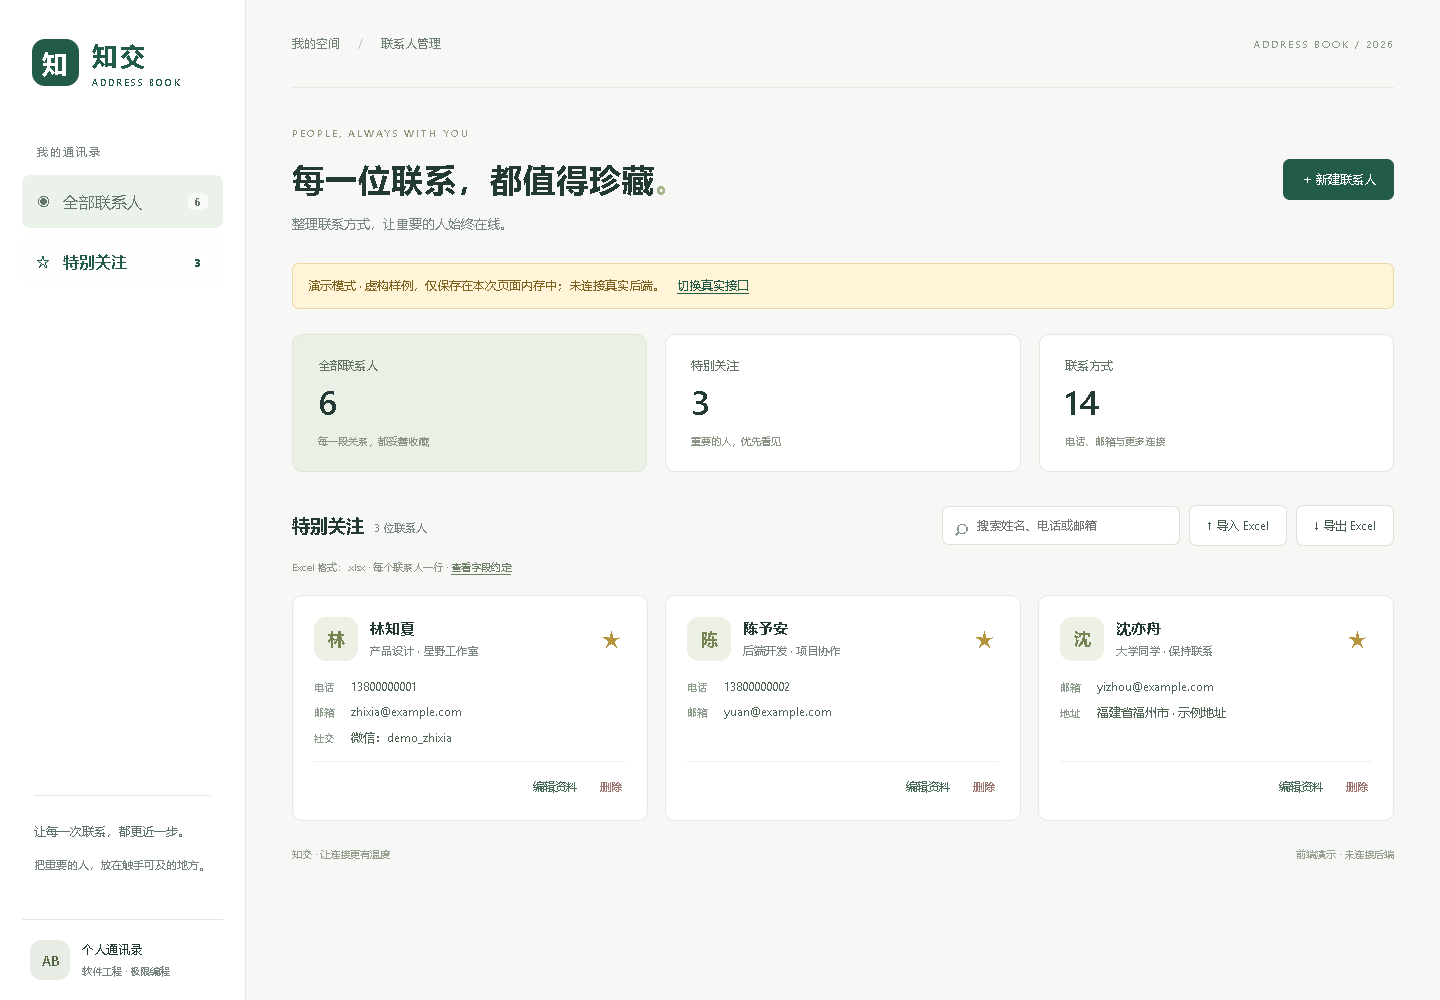 知
知交
ADDRESS BOOK
我的通讯录
◉ 全部联系人 6
☆ 特别关注 3
让每一次联系，都更近一步。
把重要的人，放在触手可及的地方。
AB
个人通讯录
软件工程 · 极限编程
我的空间 / 联系人管理
ADDRESS BOOK / 2026
PEOPLE, ALWAYS WITH YOU
每一位联系，都值得珍藏。
整理联系方式，让重要的人始终在线。
+ 新建联系人
演示模式 · 虚构样例，仅保存在本次页面内存中；未连接真实后端。 切换真实接口
全部联系人
6
每一段关系，都妥善收藏
特别关注
3
重要的人，优先看见
联系方式
14
电话、邮箱与更多连接
特别关注 3 位联系人
搜索姓名、电话或邮箱
↑ 导入 Excel
↓ 导出 Excel
Excel 格式：.xlsx · 每个联系人一行 · 查看字段约定
林
林知夏
产品设计 · 星野工作室
★
电话 13800000001
邮箱 zhixia@example.com
社交 微信：demo_zhixia
编辑资料 删除
陈
陈予安
后端开发 · 项目协作
★
电话 13800000002
邮箱 yuan@example.com
编辑资料 删除
沈
沈亦舟
大学同学 · 保持联系
★
邮箱 yizhou@example.com
地址 福建省福州市 · 示例地址
编辑资料 删除
知交 · 让连接更有温度
前端演示 · 未连接后端